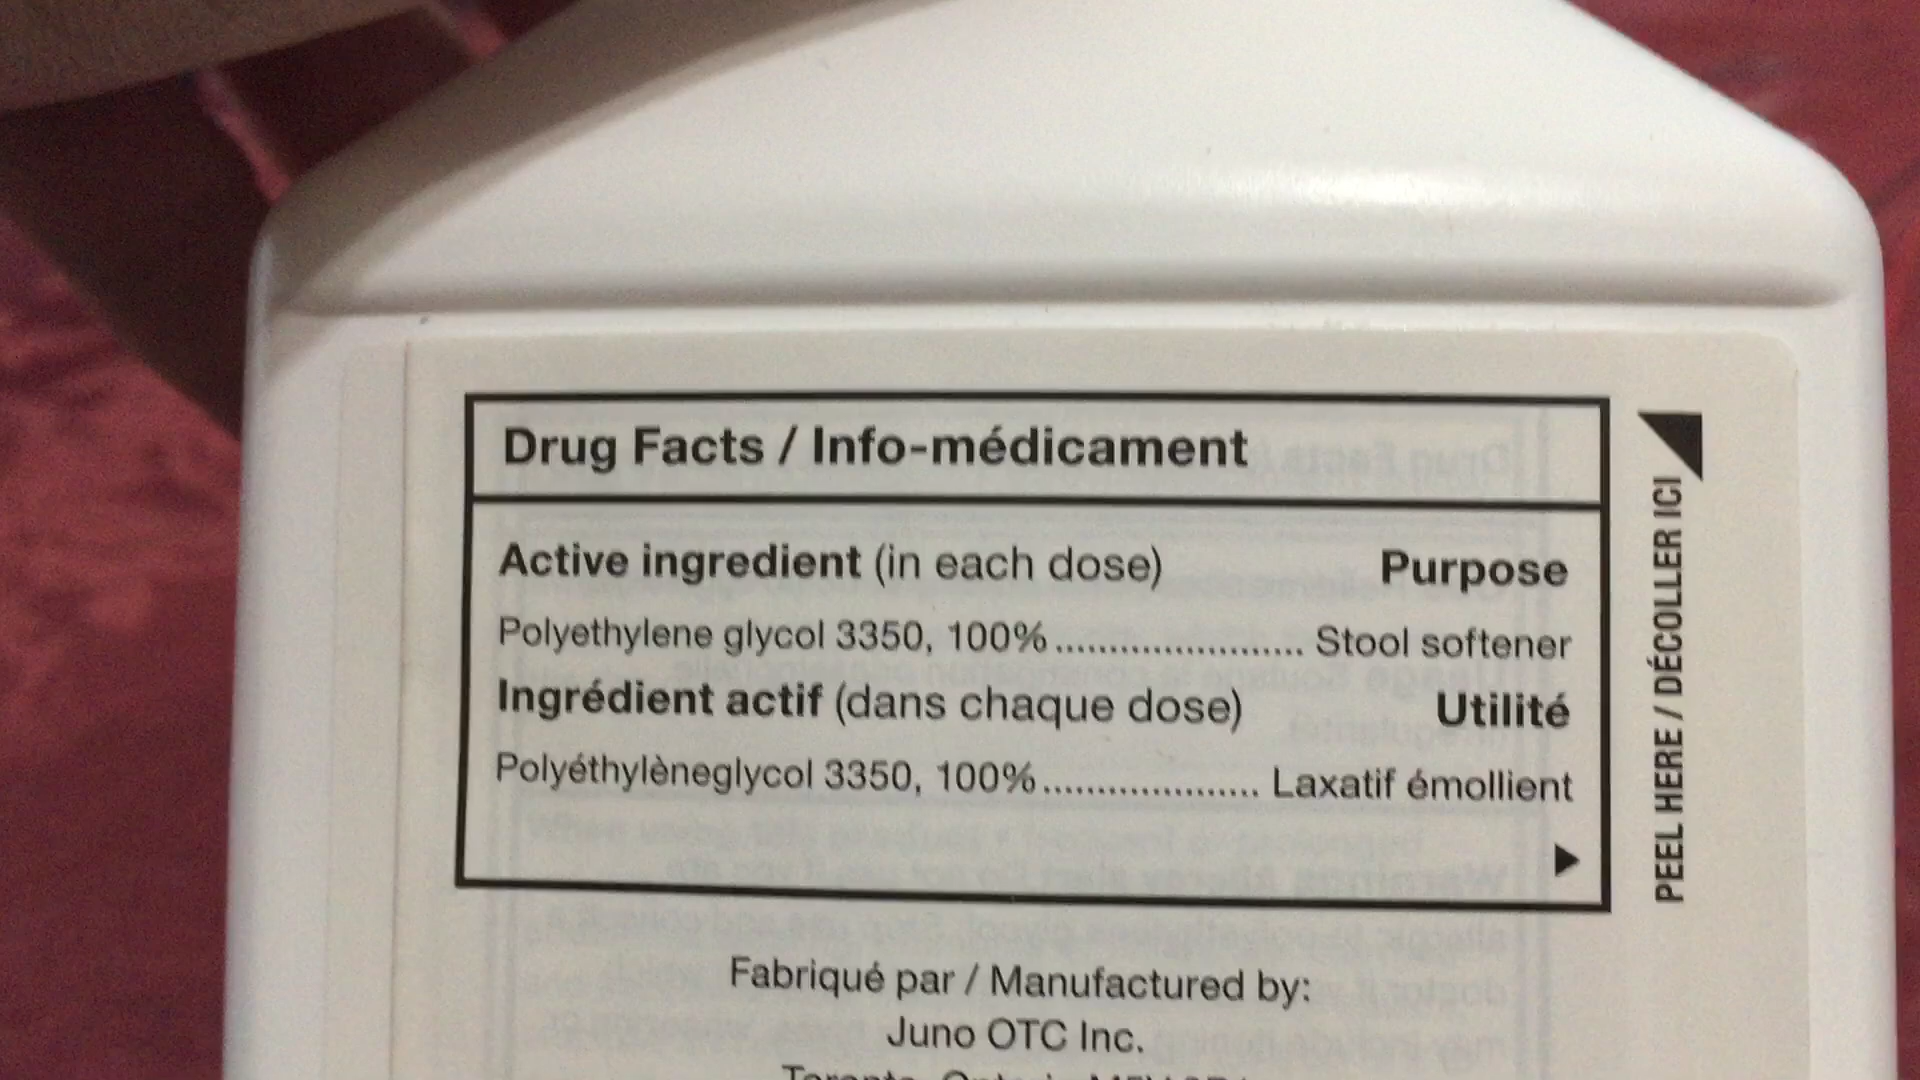 Drug Facts / Info-médicament
Active ingredient (in each dose) Purpose
Polyethylene glycol 3350, 100%....................... Stool softener
Ingrédient actif (dans chaque dose) Utilité
Polyéthylèneglycol 3350, 100%.................... Laxatif émollient
PEEL HERE / DÉCOLLER ICI
Fabriqué par / Manufactured by:
Juno OTC Inc.